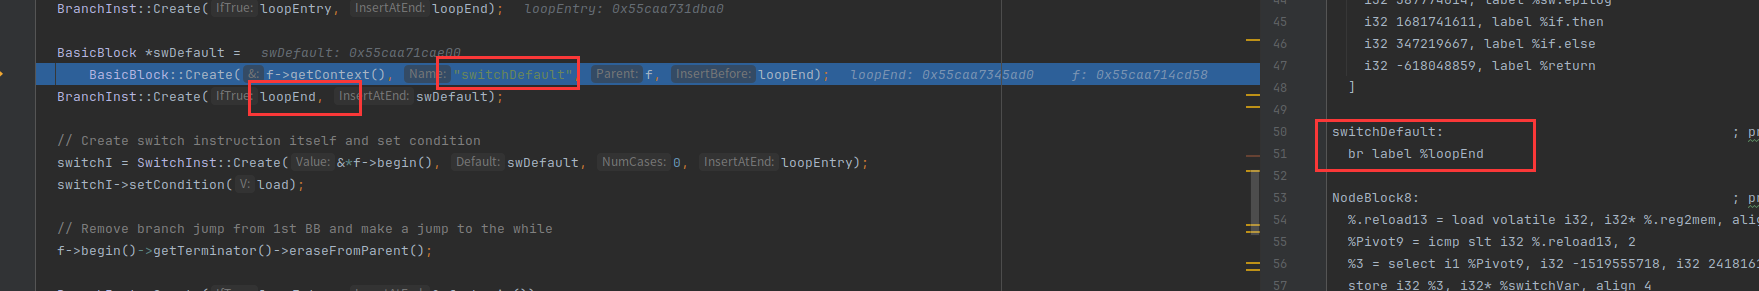 BranchInst::Create( IfTrue: loopEntry, InsertAtEnd: loopEnd); loopEntry: 0x55caa731dba0
BasicBlock *swDefault = swDefault: 0x55caa71cae00
BasicBlock::Create( &: f->getContext(), Name: "switchDefault", Parent: f, InsertBefore: loopEnd); loopEnd: 0x55caa7345ad0 f: 0x55caa714cd58
BranchInst::Create( IfTrue: loopEnd, InsertAtEnd: swDefault);
// Create switch instruction itself and set condition
switchI = SwitchInst::Create( Value: &*f->begin(), Default: swDefault, NumCases: 0, InsertAtEnd: loopEntry);
switchI->setCondition( V: load);
// Remove branch jump from 1st BB and make a jump to the while
f->begin()->getTerminator()->eraseFromParent();
44 i32 387774014, label %sw.epilog
45 i32 1681741611, label %if.then
46 i32 347219667, label %if.else
47 i32 -618048859, label %return
48 ]
49
50 switchDefault: ; pr
51 br label %loopEnd
52
53 NodeBlock8: ; pr
54 %.reload13 = load volatile i32, i32* %.reg2mem, alig
55 %Pivot9 = icmp slt i32 %.reload13, 2
56 %3 = select i1 %Pivot9, i32 -1519555718, i32 2418161
57 store i32 %3, i32* %switchVar, align 4